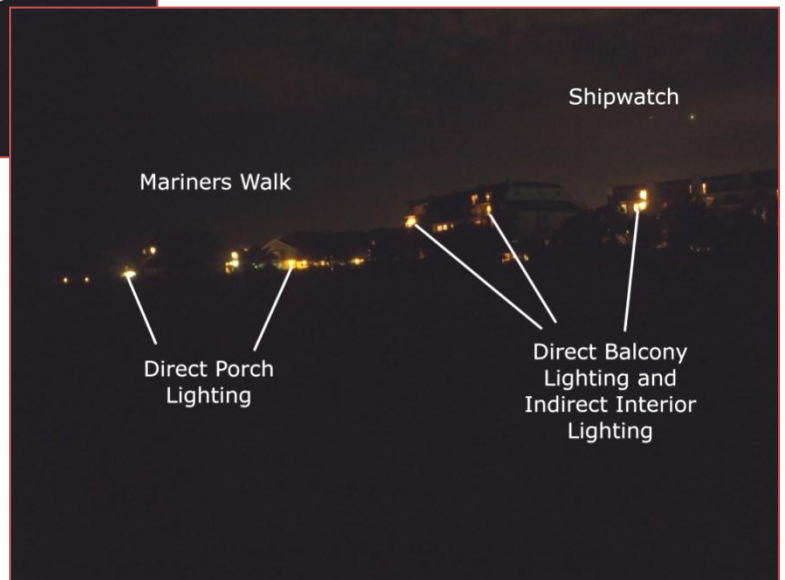 Shipwatch
Mariners Walk
Direct Porch
Lighting
Direct Balcony
Lighting and
Indirect Interior
Lighting